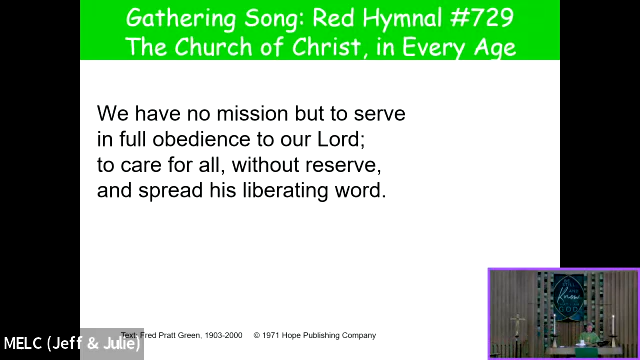 Gathering Song: Red Hymnal #729
The Church of Christ, in Every Age
We have no mission but to serve
in full obedience to our Lord;
to care for all, without reserve,
and spread his liberating word.
Text: Fred Pratt Green, 1903-2000 © 1971 Hope Publishing Company
MELC (Jeff & Julie)
Know
GOD